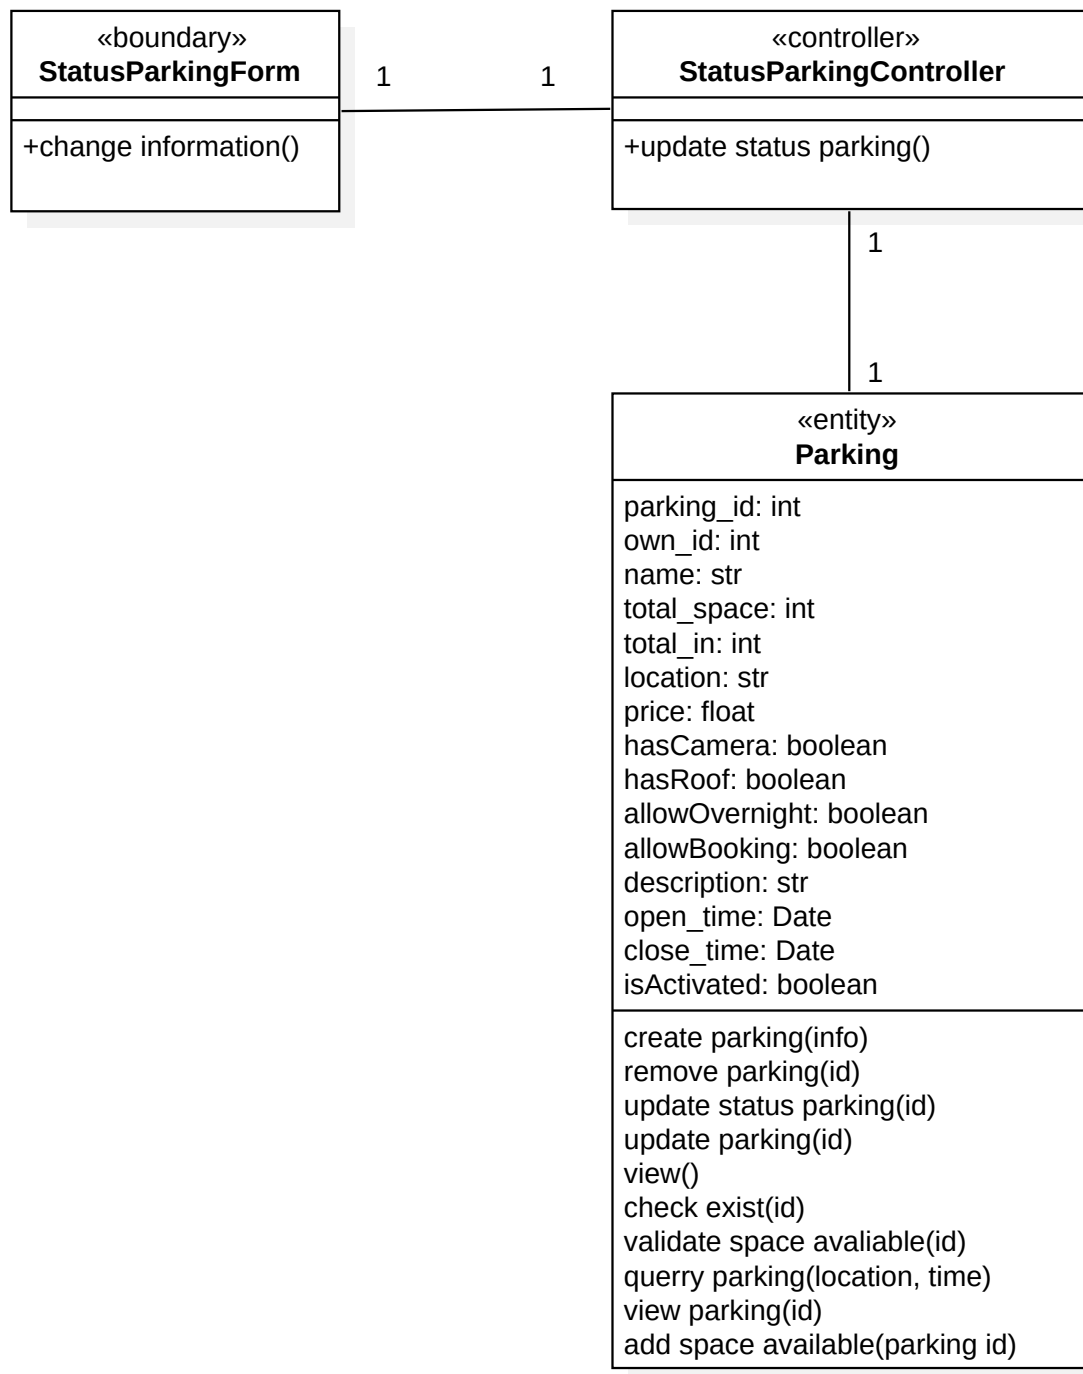 «boundary»
StatusParkingForm
+change information()
1
1
«controller»
StatusParkingController
+update status parking()
1
1
«entity»
Parking
parking_id: int
own_id: int
name: str
total_space: int
total_in: int
location: str
price: float
hasCamera: boolean
hasRoof: boolean
allowOvernight: boolean
allowBooking: boolean
description: str
open_time: Date
close_time: Date
isActivated: boolean
create parking(info)
remove parking(id)
update status parking(id)
update parking(id)
view()
check exist(id)
validate space avaliable(id)
querry parking(location, time)
view parking(id)
add space available(parking id)